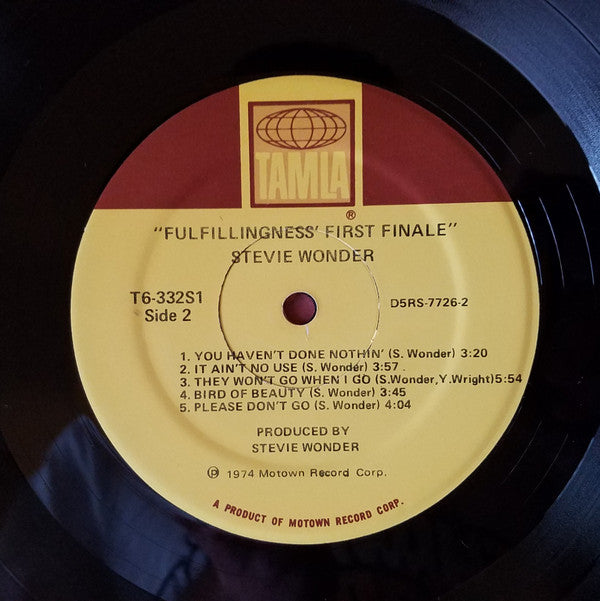 TAMLA
®
"FULFILLINGNESS' FIRST FINALE"
STEVIE WONDER
T6-332S1
Side 2
D5RS-7726-2
1. YOU HAVEN'T DONE NOTHIN' (S. Wonder) 3:20
2. IT AIN'T NO USE (S. Wonder) 3:57
3. THEY WON'T GO WHEN I GO (S.Wonder,Y.Wright)5:54
4. BIRD OF BEAUTY (S. Wonder) 3:45
5. PLEASE DON'T GO (S. Wonder) 4:04
PRODUCED BY
STEVIE WONDER
℗ 1974 Motown Record Corp.
A PRODUCT OF MOTOWN RECORD CORP.